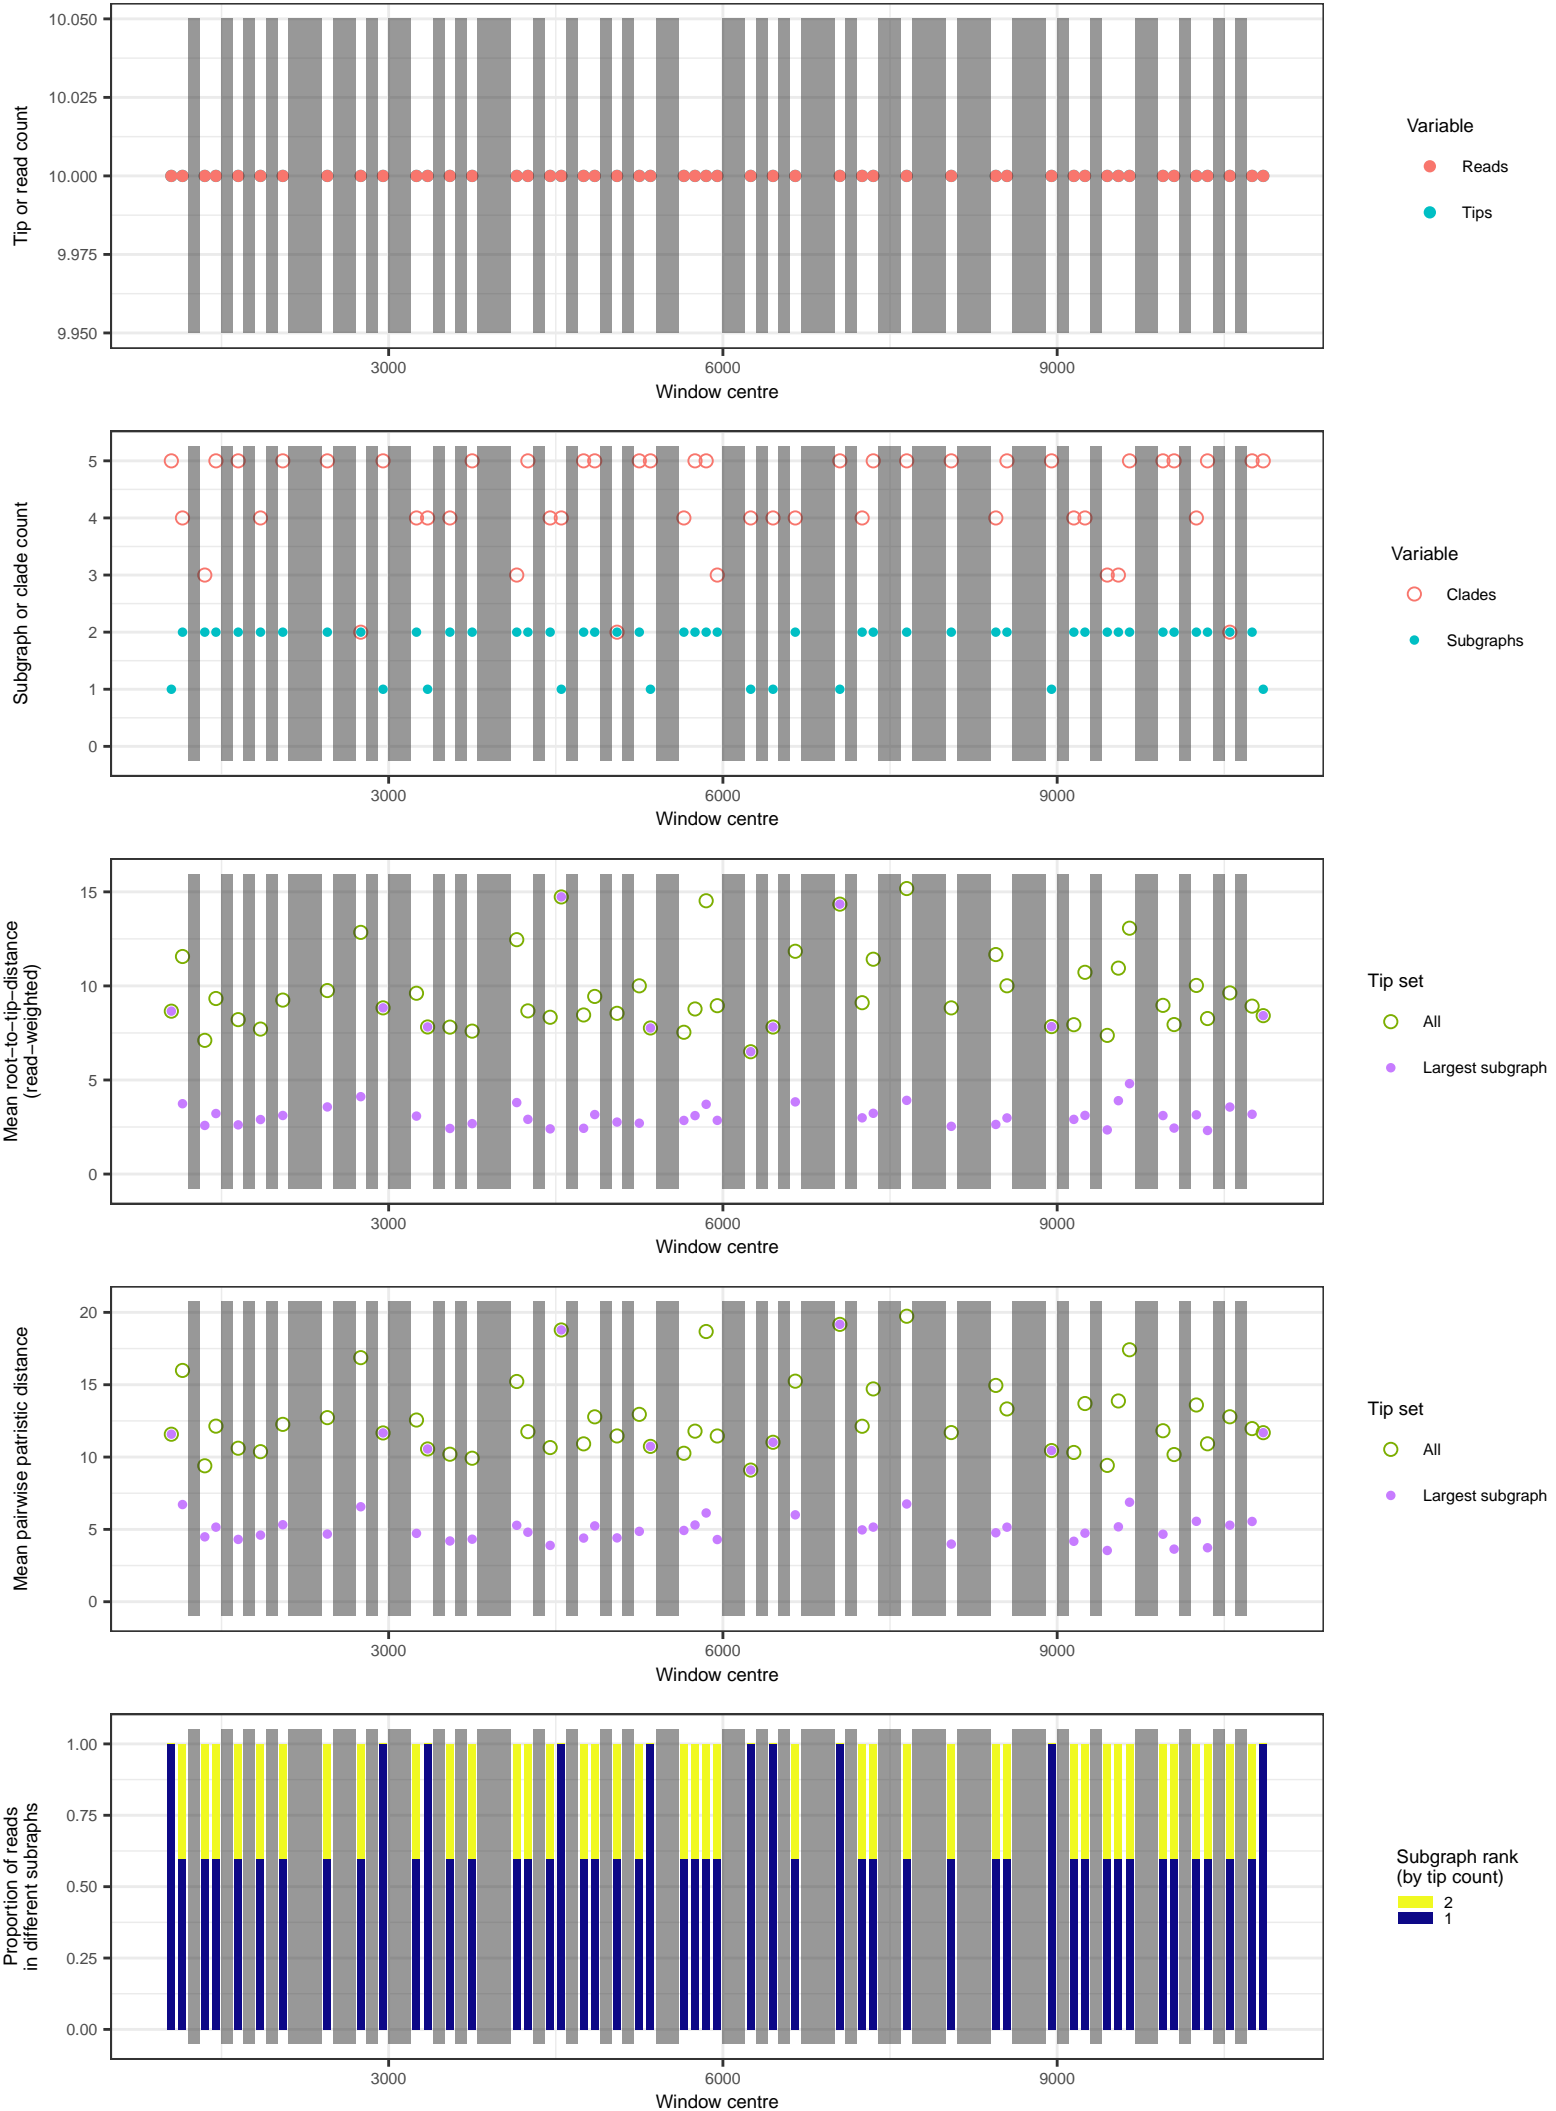 10.050
10.025
10.000
9.975
9.950
Tip or read count
3000
6000
9000
Window centre
Variable
Reads
Tips
5
4
3
2
1
0
Subgraph or clade count
3000
6000
9000
Window centre
Variable
Clades
Subgraphs
15
10
5
0
Mean root−to−tip−distance
(read−weighted)
3000
6000
9000
Window centre
Tip set
All
Largest subgraph
20
15
10
5
0
Mean pairwise patristic distance
3000
6000
9000
Window centre
Tip set
All
Largest subgraph
1.00
0.75
0.50
0.25
0.00
Proportion of reads
in different subraphs
3000
6000
9000
Window centre
Subgraph rank
(by tip count)
2
1